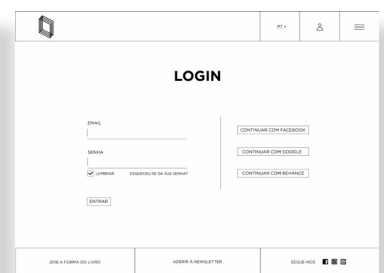 PT
LOGIN
EMAIL
SENHA
LEMBRAR
ESQUECEU-SE DA SUA SENHA?
ENTRAR
CONTINUAR COM FACEBOOK
CONTINUAR COM GOOGLE
CONTINUAR COM BEHANCE
2018 A FORMA DO LIVRO
ADERIR À NEWSLETTER
SEGUE-NOS